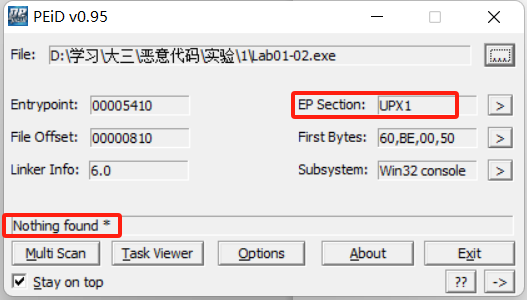 PEiD v0.95
File: D:\学习\大三\恶意代码\实验\1\Lab01-02.exe ...
Entrypoint: 00005410 EP Section: UPX1 >
File Offset: 00000810 First Bytes: 60,BE,00,50 >
Linker Info: 6.0 Subsystem: Win32 console >
Nothing found *
Multi Scan Task Viewer Options About Exit
Stay on top ?? ->